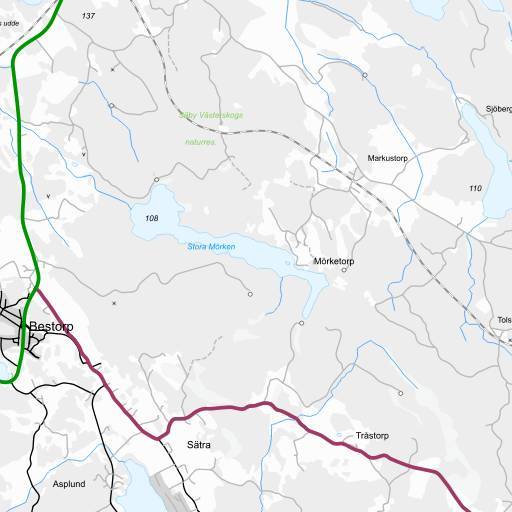 137
s udde
Säby Västerskogs
naturres.
Sjöberg
Markustorp
110
108
Stora Mörken
Mörketorp
Tols
Bestorp
Sätra
Tråstorp
Asplund